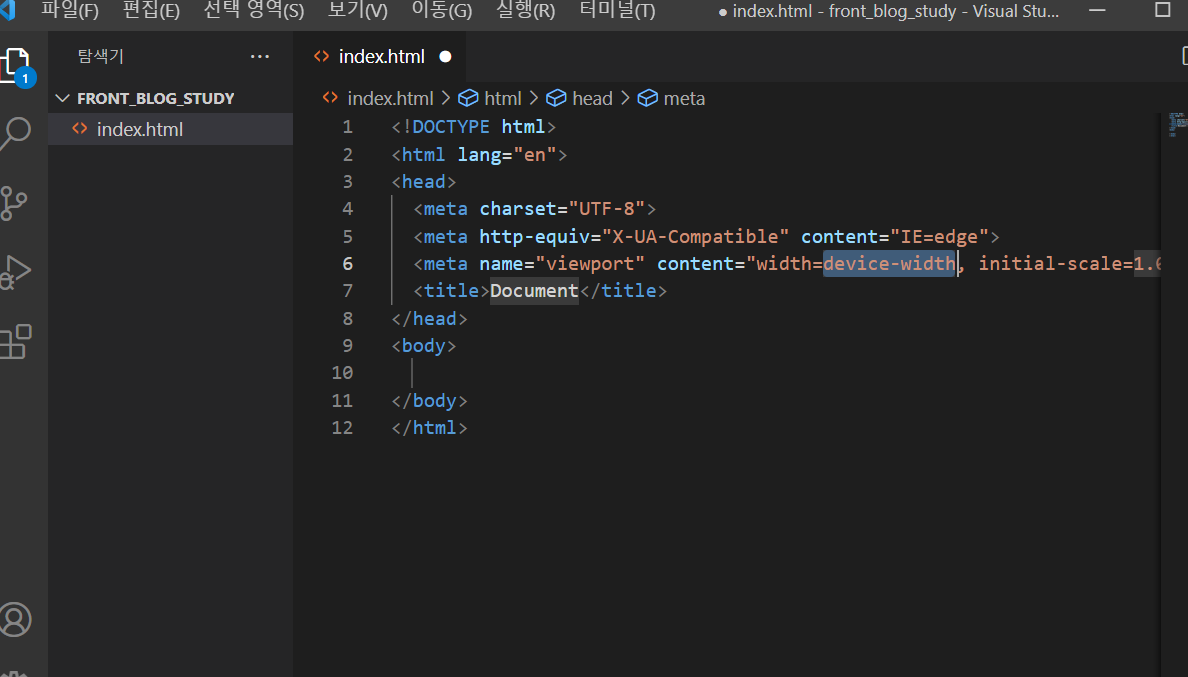 파일(F) 편집(E) 선택 영역(S) 보기(V) 이동(G) 실행(R) 터미널(T) ● index.html - front_blog_study - Visual Stu...
탐색기 ...
1
FRONT_BLOG_STUDY
<> index.html
<> index.html ●
<> index.html > html > head > meta
1 <!DOCTYPE html>
2 <html lang="en">
3 <head>
4 <meta charset="UTF-8">
5 <meta http-equiv="X-UA-Compatible" content="IE=edge">
6 <meta name="viewport" content="width=device-width, initial-scale=1.0
7 <title>Document</title>
8 </head>
9 <body>
10
11 </body>
12 </html>